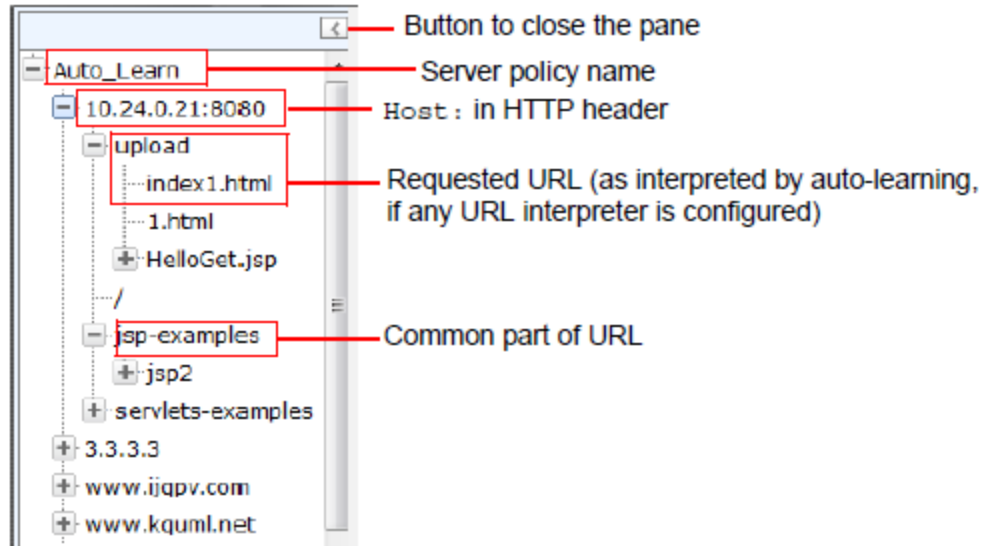 Button to close the pane
Auto_Learn
Server policy name
10.24.0.21:8080
Host: in HTTP header
upload
index1.html
Requested URL (as interpreted by auto-learning,
if any URL interpreter is configured)
1.html
HelloGet.jsp
/
jsp-examples
Common part of URL
jsp2
servlets-examples
3.3.3.3
www.ijqpv.com
www.kquml.net